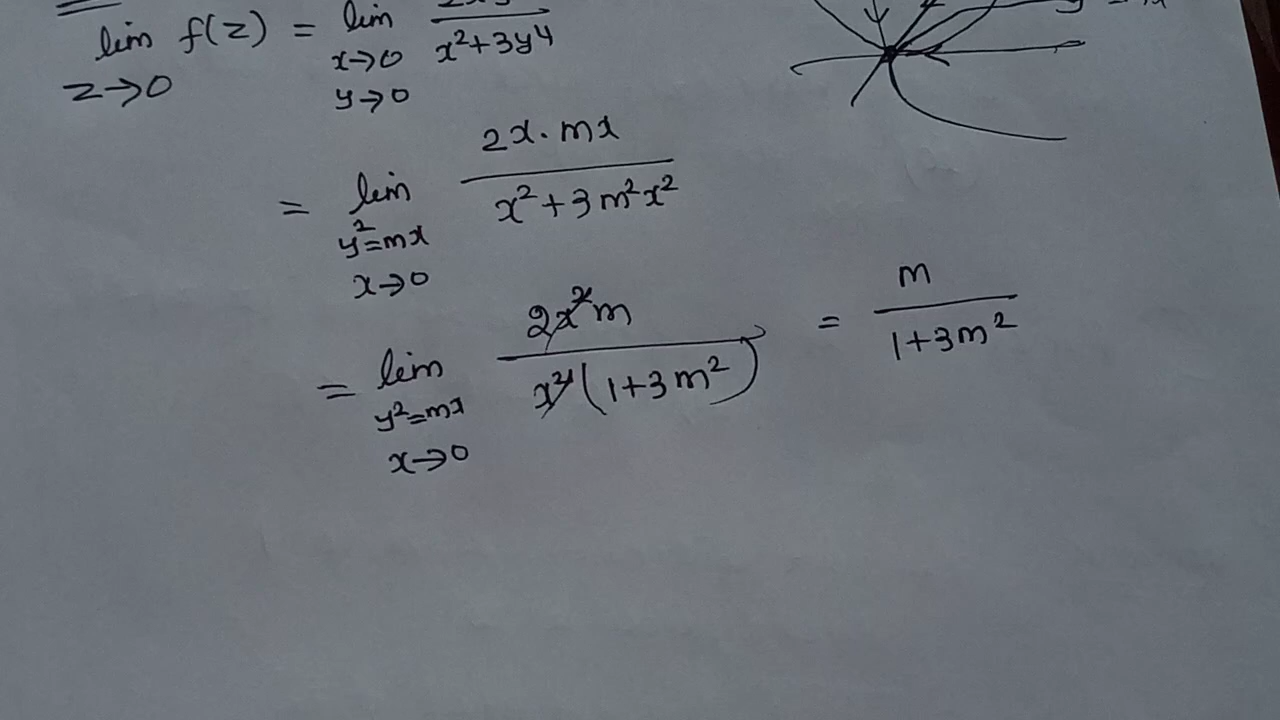 lim f(z) = lim /x²+3y⁴
z→0 x→0
y→0
= lim 2x·mx/x²+3m²x²
y²=mx
x→0
= lim 2x²m/x²(1+3m²) = m/1+3m²
y²=mx
x→0